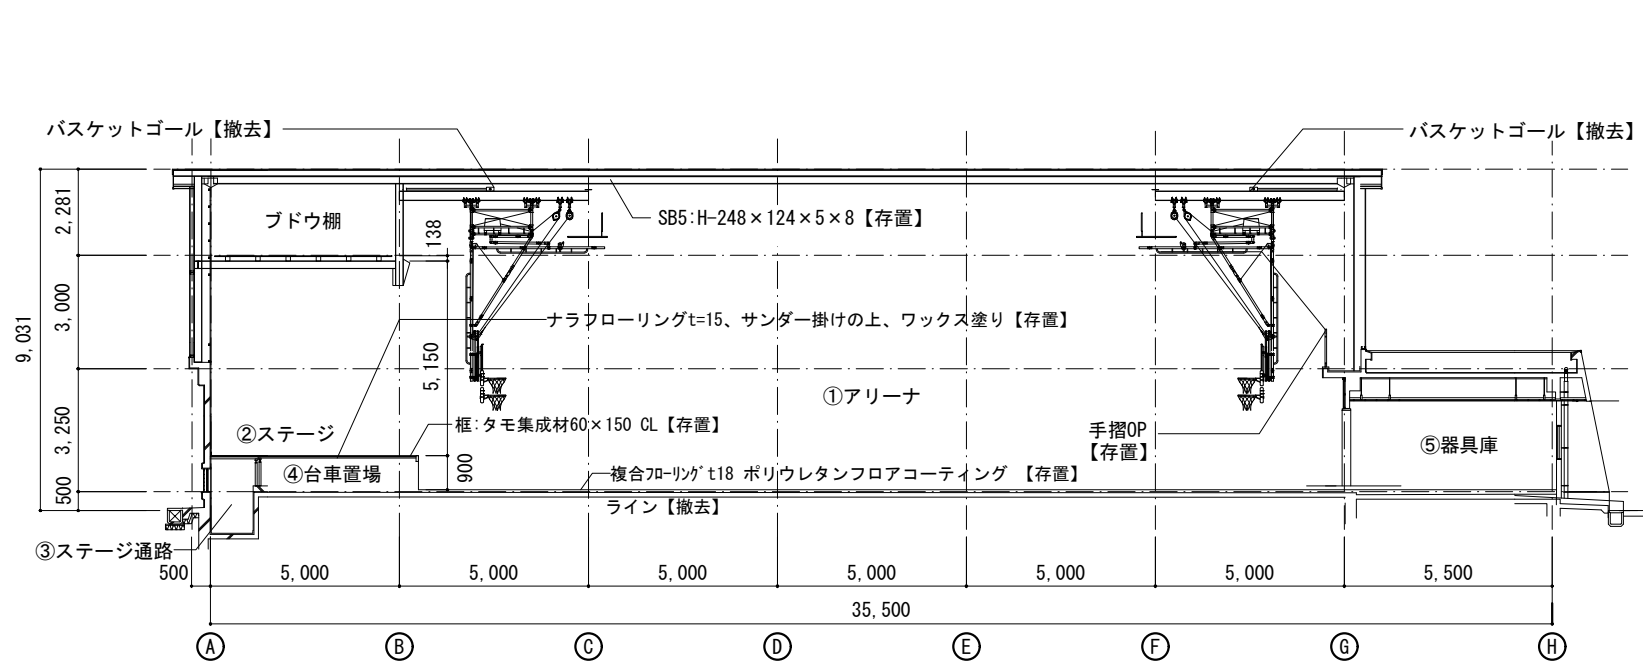 バスケットゴール【撤去】
バスケットゴール【撤去】
2,281
ブドウ棚
138
SB5:H-248×124×5×8【存置】
9,031
3,000
ナラフローリングt=15、サンダー掛けの上、ワックス塗り【存置】
5,150
①アリーナ
3,250
②ステージ
框:タモ集成材60×150 CL【存置】
手摺OP
【存置】
⑤器具庫
④台車置場
900
複合フローリングt18 ポリウレタンフロアコーティング 【存置】
500
ライン【撤去】
③ステージ通路
500
5,000
5,000
5,000
5,000
5,000
5,000
5,500
35,500
A
B
C
D
E
F
G
H